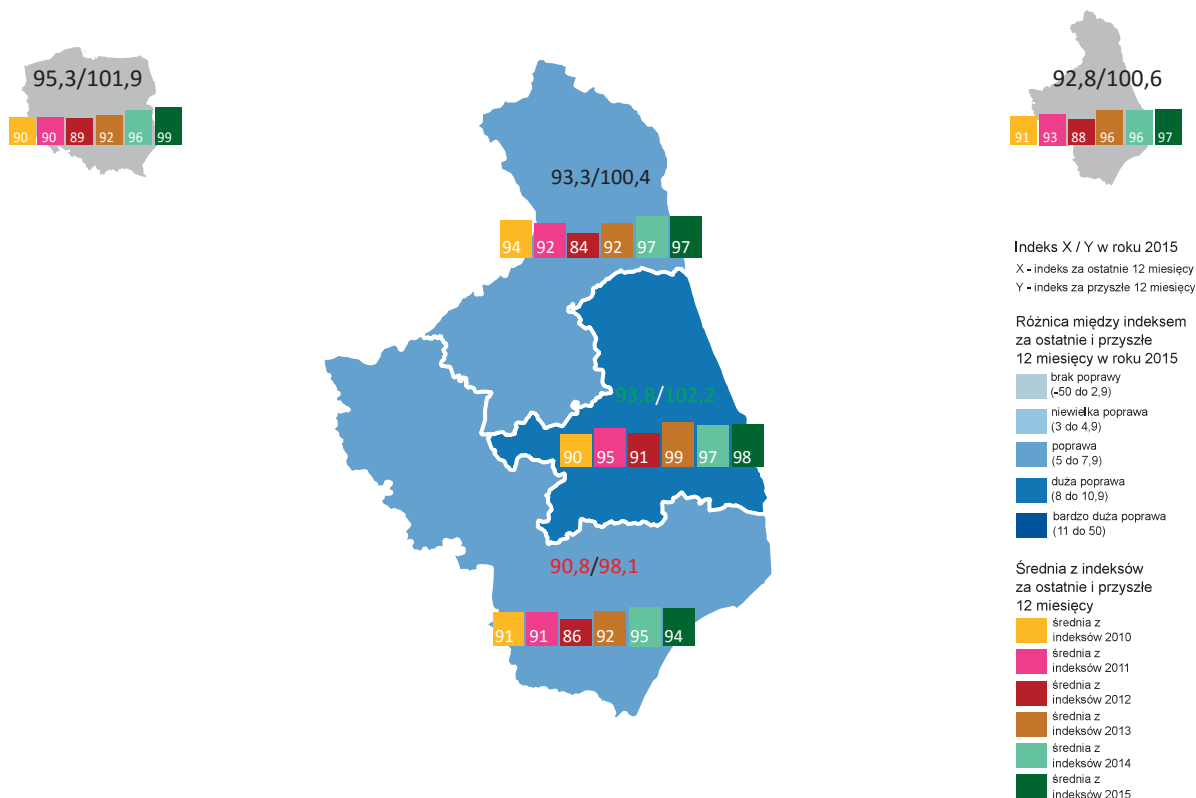 95,3/101,9
90 90 89 92 96 99
92,8/100,6
91 93 88 96 96 97
93,3/100,4
94 92 84 92 97 97
93,8/102,2
90 95 91 99 97 98
90,8/98,1
91 91 86 92 95 94
Indeks X / Y w roku 2015
X - indeks za ostatnie 12 miesięcy
Y - indeks za przyszłe 12 miesięcy
Różnica między indeksem
za ostatnie i przyszłe
12 miesięcy w roku 2015
brak poprawy
(-50 do 2,9)
niewielka poprawa
(3 do 4,9)
poprawa
(5 do 7,9)
duża poprawa
(8 do 10,9)
bardzo duża poprawa
(11 do 50)
Średnia z indeksów
za ostatnie i przyszłe
12 miesięcy
średnia z
indeksów 2010
średnia z
indeksów 2011
średnia z
indeksów 2012
średnia z
indeksów 2013
średnia z
indeksów 2014
średnia z
indeksów 2015